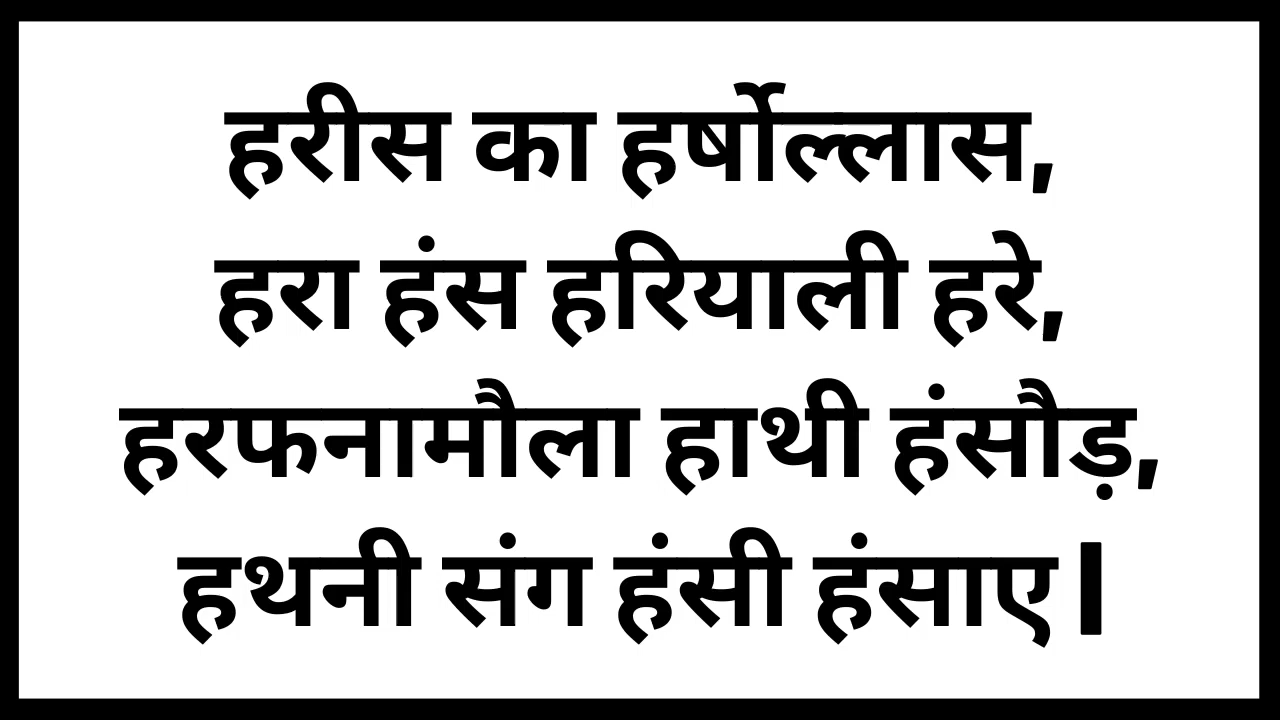 हरीस का हर्षोल्लास,
हरा हंस हरियाली हरे,
हरफनामौला हाथी हंसौड़,
हथनी संग हंसी हंसाए।